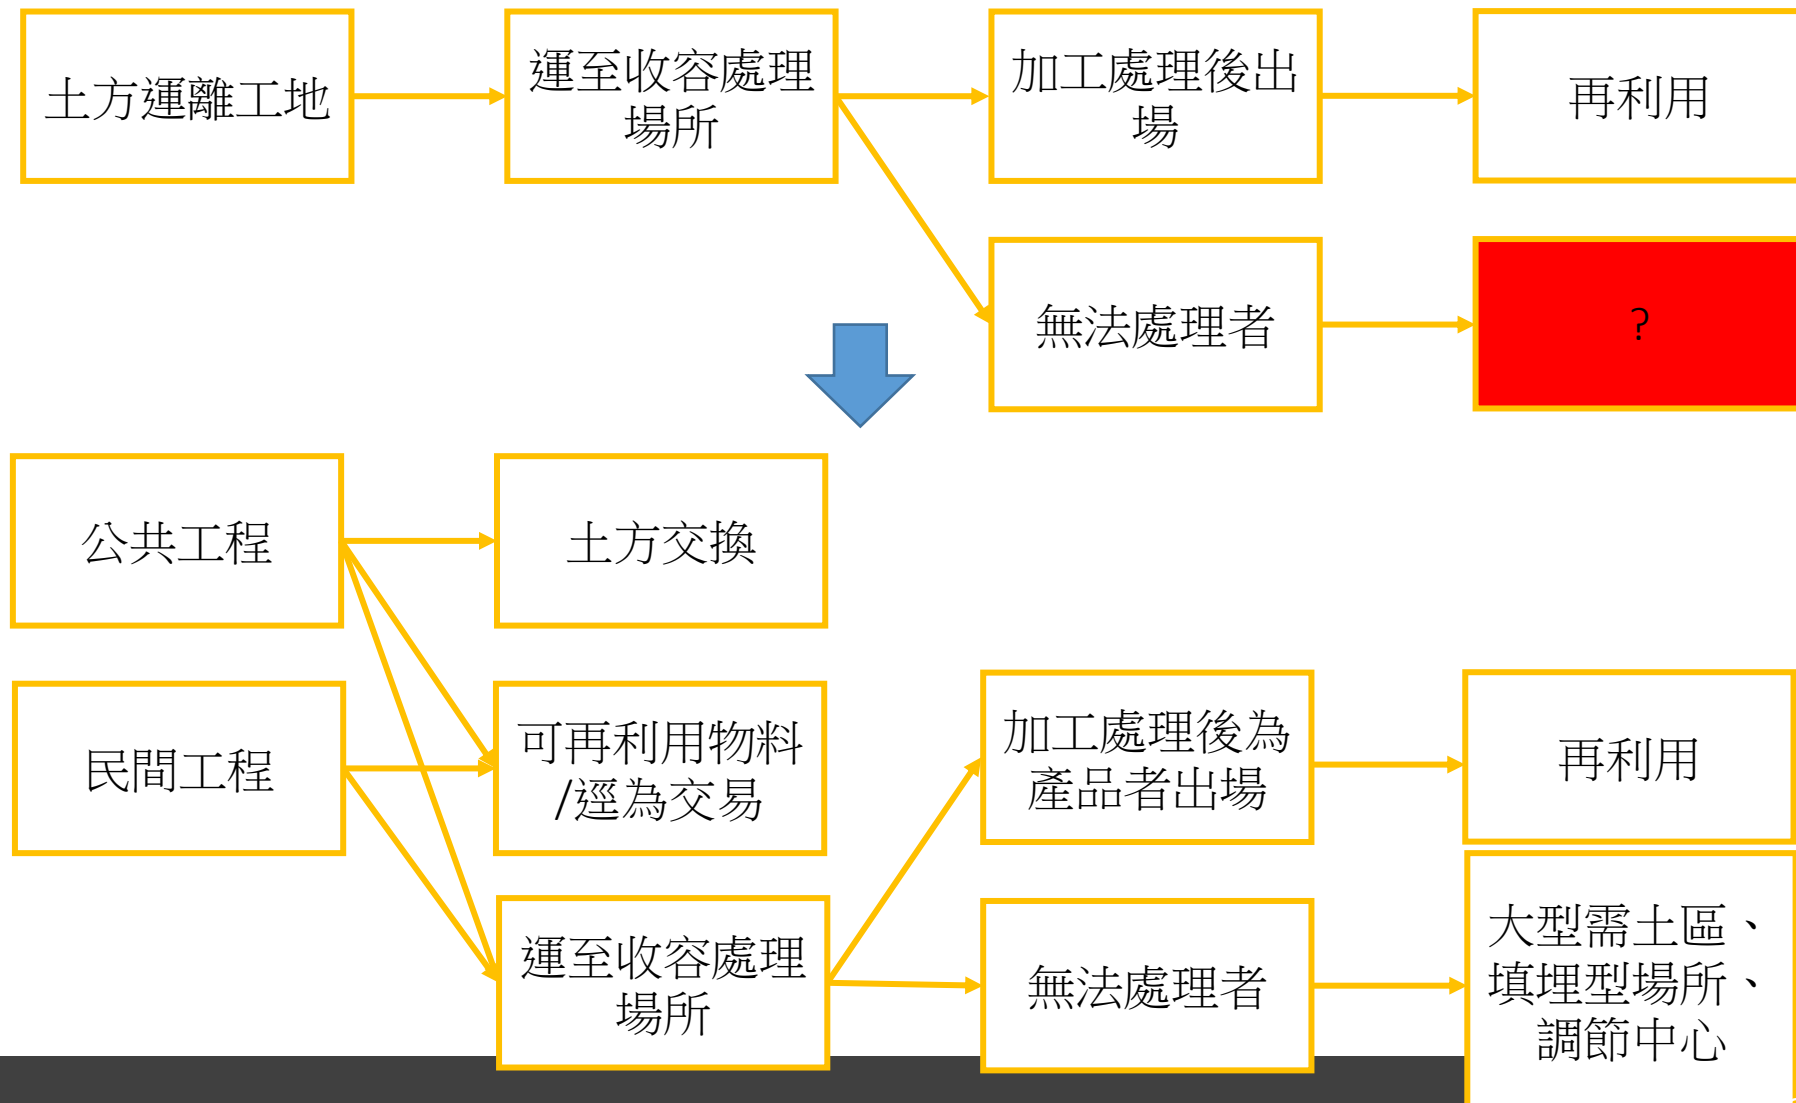 土方運離工地
運至收容處理
場所
加工處理後出
場
再利用
無法處理者
?
公共工程
土方交換
民間工程
可再利用物料
/逕為交易
加工處理後為
產品者出場
再利用
運至收容處理
場所
無法處理者
大型需土區、
填埋型場所、
調節中心